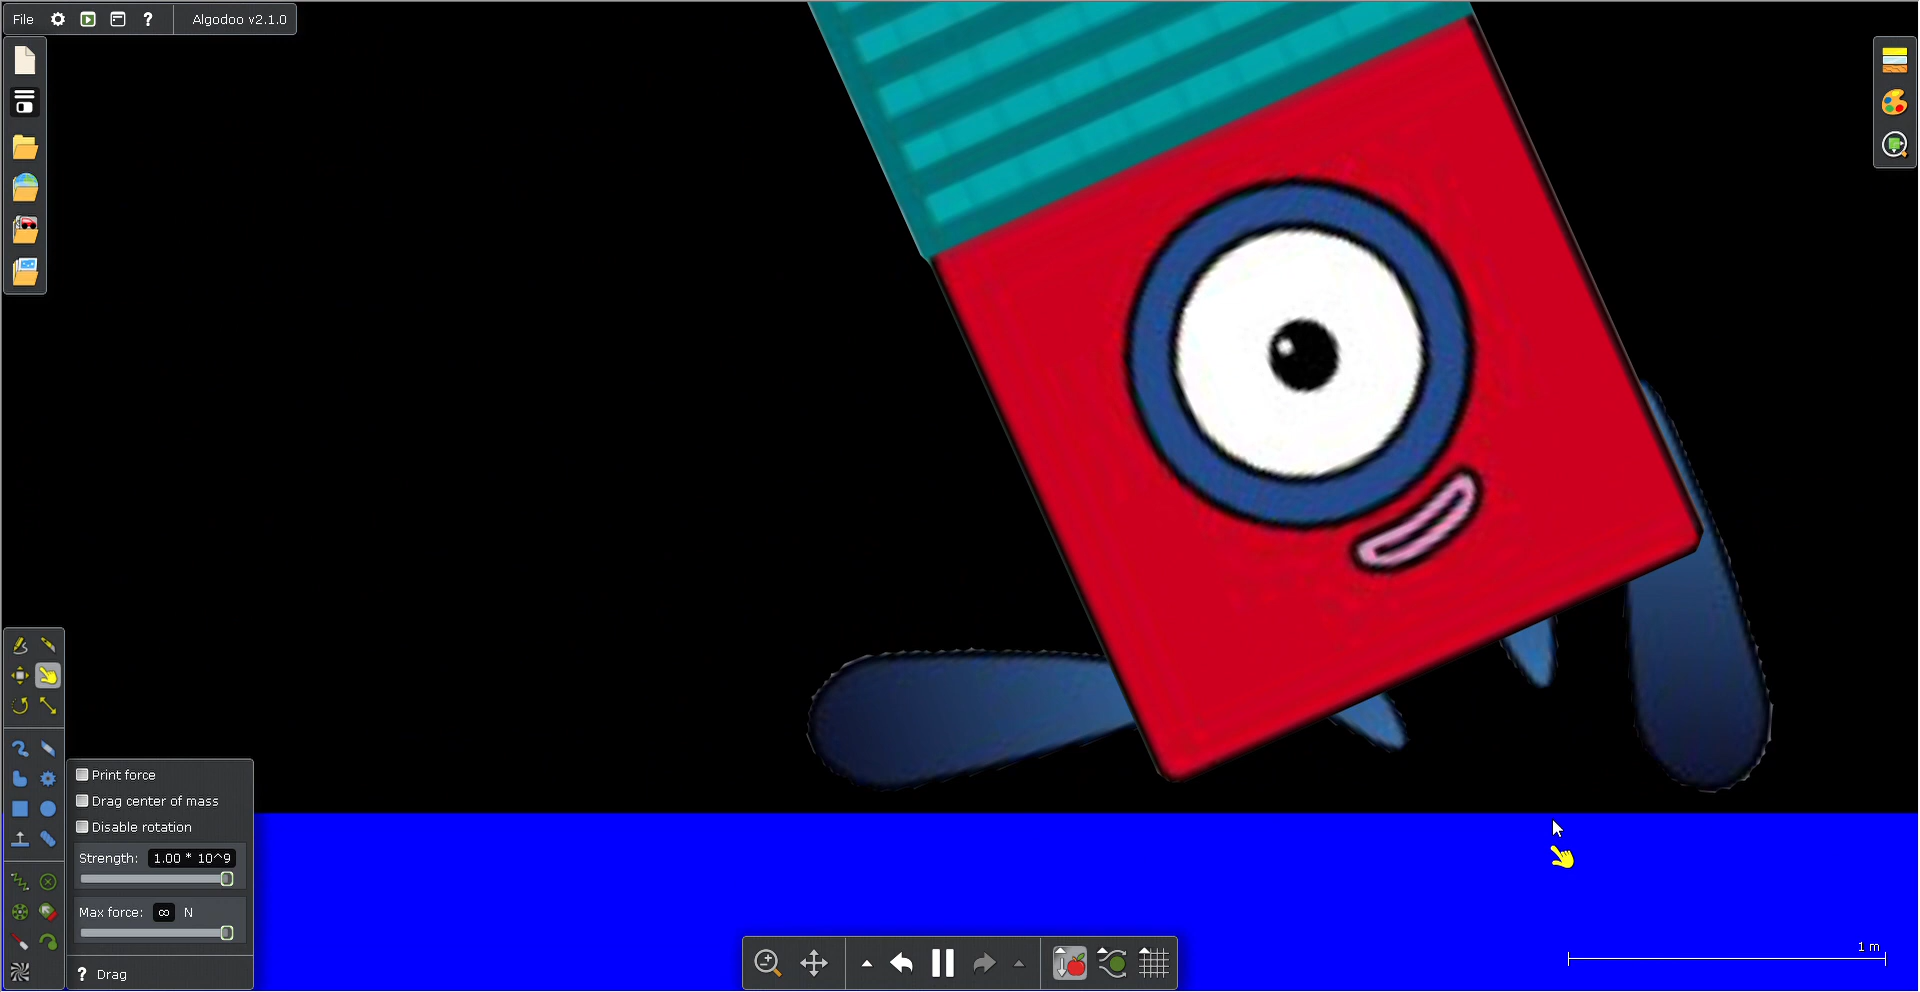 File ? Algodoo v2.1.0
Print force
Drag center of mass
Disable rotation
Strength: 1.00 * 10^9
Max force: ∞ N
? Drag
1 m